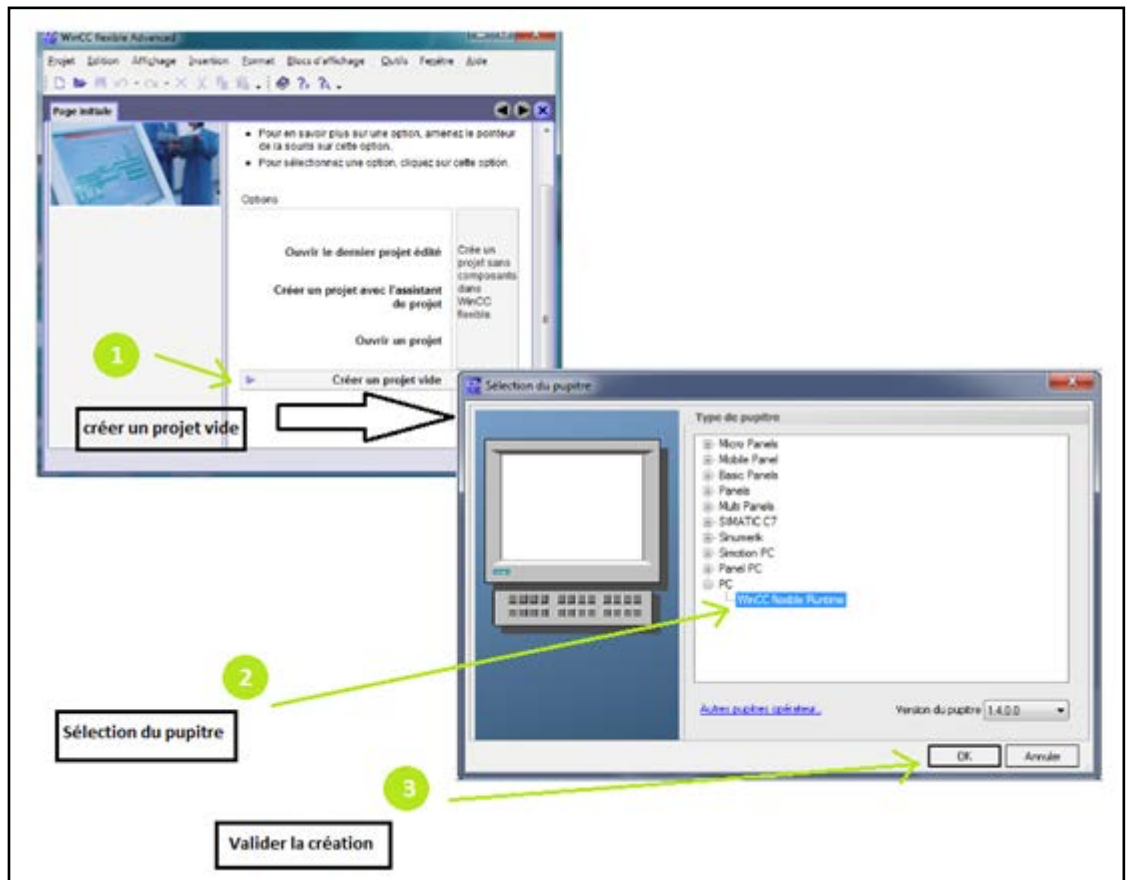 WinCC flexible Advanced
Projet Edition Affichage Insertion Format Blocs d'affichage Outils Fenêtre Aide
Page initiale
• Pour en savoir plus sur une option, amenez le pointeur
de la souris sur cette option.
• Pour sélectionnez une option, cliquez sur cette option.
Options
Ouvrir le dernier projet édité
Créer un projet avec l'assistant
de projet
Ouvrir un projet
Créer un projet vide
Crée un
projet sans
composants
dans
WinCC
flexible.
1
créer un projet vide
Sélection du pupitre
Type de pupitre
Micro Panels
Mobile Panel
Basic Panels
Panels
Multi Panels
SIMATIC C7
Sinumerik
Simotion PC
Panel PC
PC
WinCC flexible Runtime
2
Sélection du pupitre
Autres pupitres opérateur...
Version du pupitre 1.4.0.0
OK Annuler
3
Valider la création